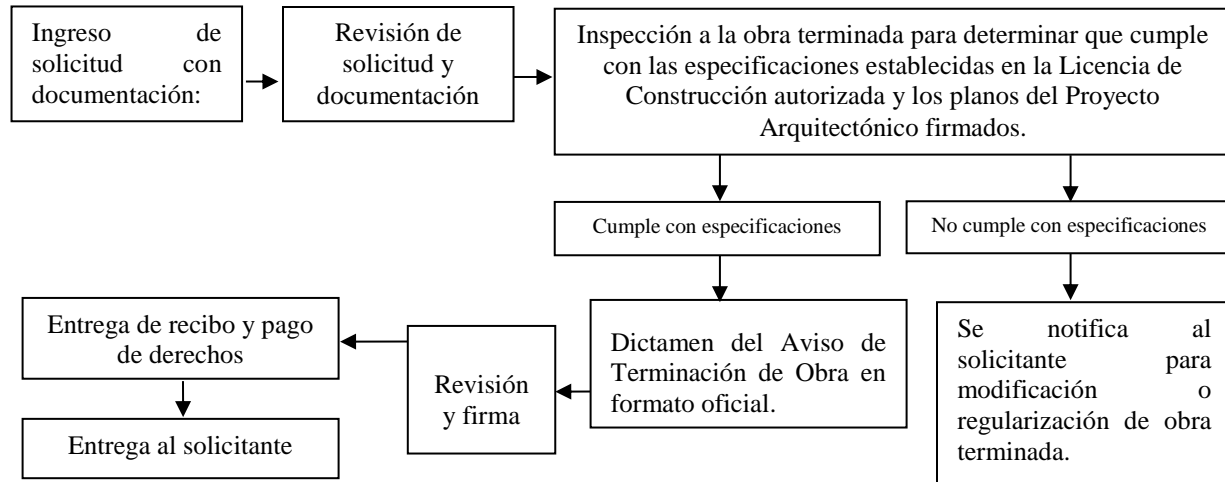 Ingreso de
solicitud con
documentación:
Revisión de
solicitud y
documentación
Inspección a la obra terminada para determinar que cumple
con las especificaciones establecidas en la Licencia de
Construcción autorizada y los planos del Proyecto
Arquitectónico firmados.
Cumple con especificaciones
No cumple con especificaciones
Dictamen del Aviso de
Terminación de Obra en
formato oficial.
Se notifica al
solicitante para
modificación o
regularización de obra
terminada.
Revisión
y firma
Entrega de recibo y pago
de derechos
Entrega al solicitante